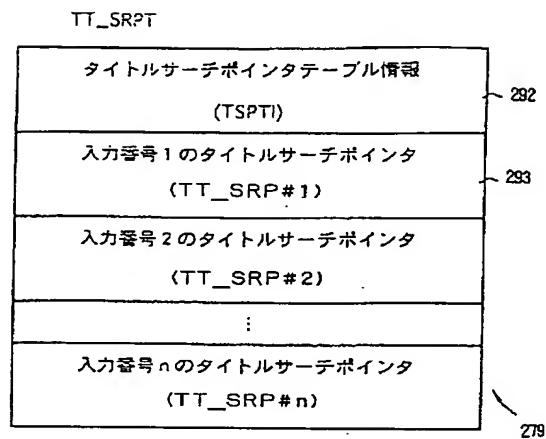 TT_SRPT
タイトルサーチポインタテーブル情報
(TSPTI)
292
入力番号1のタイトルサーチポインタ
(TT_SRP#1)
293
入力番号2のタイトルサーチポインタ
(TT_SRP#2)
⋮
入力番号nのタイトルサーチポインタ
(TT_SRP#n)
279